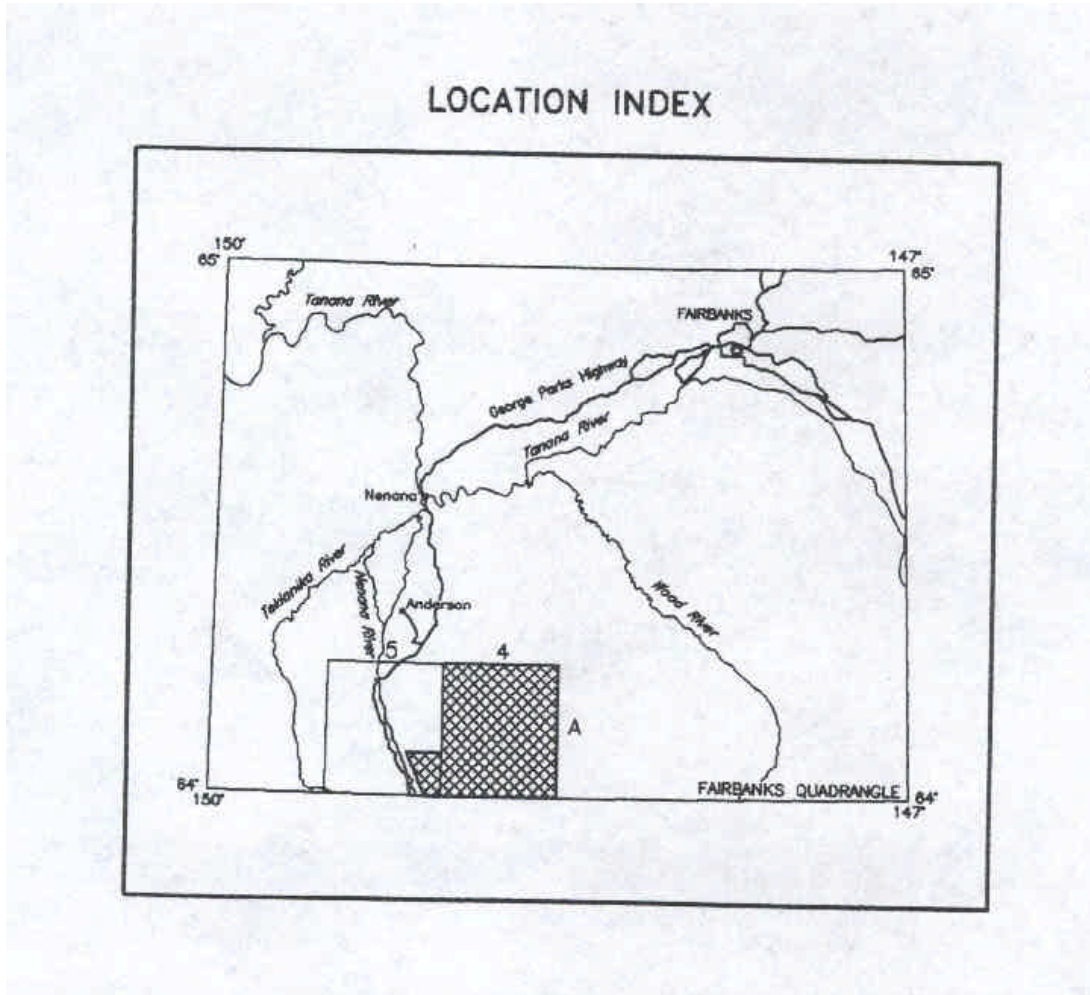 LOCATION INDEX
150°
147°
65°
65°
Tanana River
FAIRBANKS
George Parks Highway
Tanana River
Nenana
Teklanika River
Nenana River
Anderson
Wood River
5
4
A
64°
FAIRBANKS QUADRANGLE
64°
150°
147°